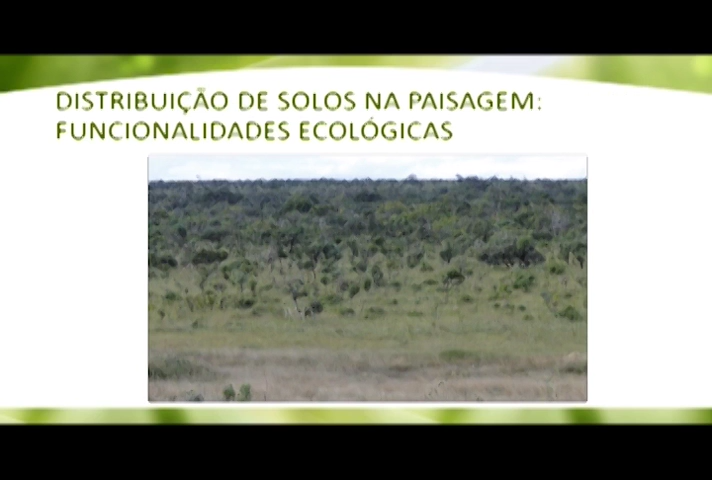 DISTRIBUIÇÃO DE SOLOS NA PAISAGEM:
FUNCIONALIDADES ECOLÓGICAS